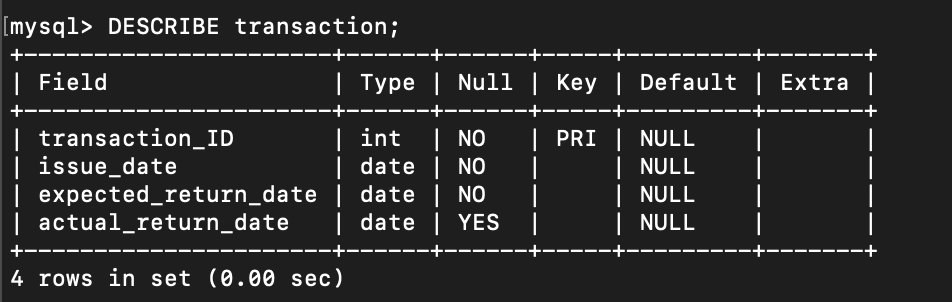 [mysql> DESCRIBE transaction;
+----------------------+------+------+-----+---------+-------+
| Field                | Type | Null | Key | Default | Extra |
+----------------------+------+------+-----+---------+-------+
| transaction_ID       | int  | NO   | PRI | NULL    |       |
| issue_date           | date | NO   |     | NULL    |       |
| expected_return_date | date | NO   |     | NULL    |       |
| actual_return_date   | date | YES  |     | NULL    |       |
+----------------------+------+------+-----+---------+-------+
4 rows in set (0.00 sec)